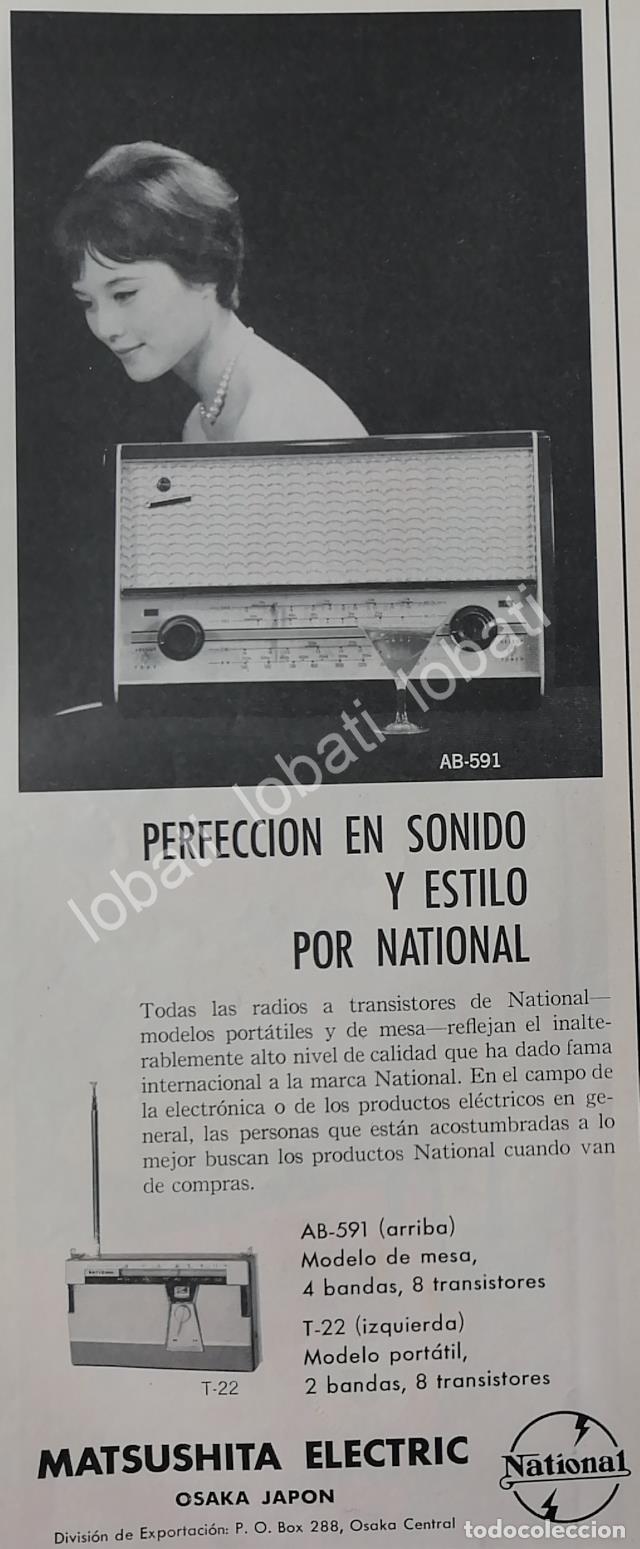 AB-591
PERFECCION EN SONIDO
Y ESTILO
POR NATIONAL
lobati lobati lobati
Todas las radios a transistores de National—
modelos portátiles y de mesa—reflejan el inalte-
rablemente alto nivel de calidad que ha dado fama
internacional a la marca National. En el campo de
la electrónica o de los productos eléctricos en ge-
neral, las personas que están acostumbradas a lo
mejor buscan los productos National cuando van
de compras.
AB-591 (arriba)
Modelo de mesa,
4 bandas, 8 transistores
T-22 (izquierda)
Modelo portátil,
2 bandas, 8 transistores
NATIONAL
T-22
MATSUSHITA ELECTRIC
OSAKA JAPON
División de Exportación: P. O. Box 288, Osaka Central
National
todocoleccion